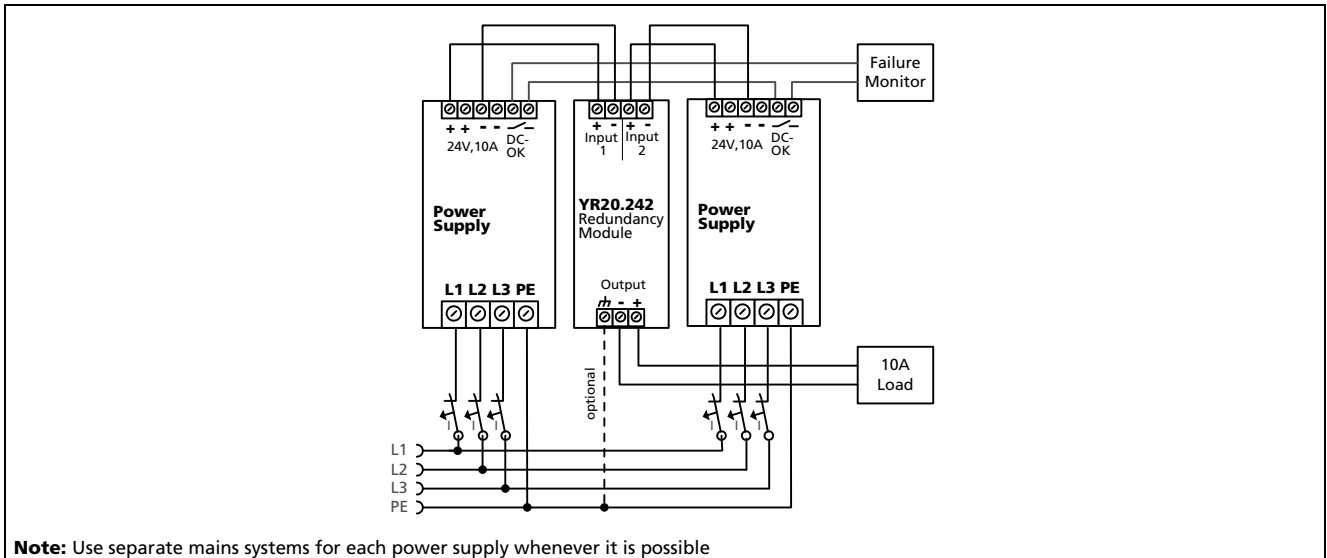 Failure
Monitor
+ + - -
24V,10A
DC-
OK
Power
Supply
L1 L2 L3 PE
+ - + -
Input
1
Input
2
YR20.242
Redundancy
Module
Output
- +
+ + - -
24V,10A
DC-
OK
Power
Supply
L1 L2 L3 PE
10A
Load
optional
I
I
I
I
I
I
L1
L2
L3
PE
Note: Use separate mains systems for each power supply whenever it is possible